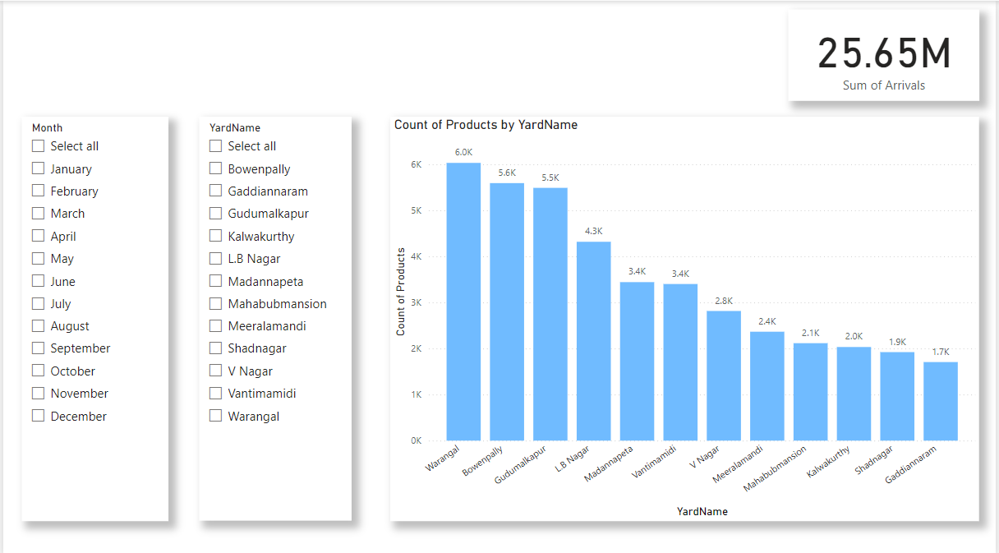 25.65M
Sum of Arrivals
Month
Select all
January
February
March
April
May
June
July
August
September
October
November
December
YardName
Select all
Bowenpally
Gaddiannaram
Gudumalkapur
Kalwakurthy
L.B Nagar
Madannapeta
Mahabubmansion
Meeralamandi
Shadnagar
V Nagar
Vantimamidi
Warangal
Count of Products by YardName
Count of Products
6K
5K
4K
3K
2K
1K
0K
6.0K
5.6K
5.5K
4.3K
3.4K
3.4K
2.8K
2.4K
2.1K
2.0K
1.9K
1.7K
Warangal
Bowenpally
Gudumalkapur
L.B Nagar
Madannapeta
Vantimamidi
V Nagar
Meeralamandi
Mahabubmansion
Kalwakurthy
Shadnagar
Gaddiannaram
YardName